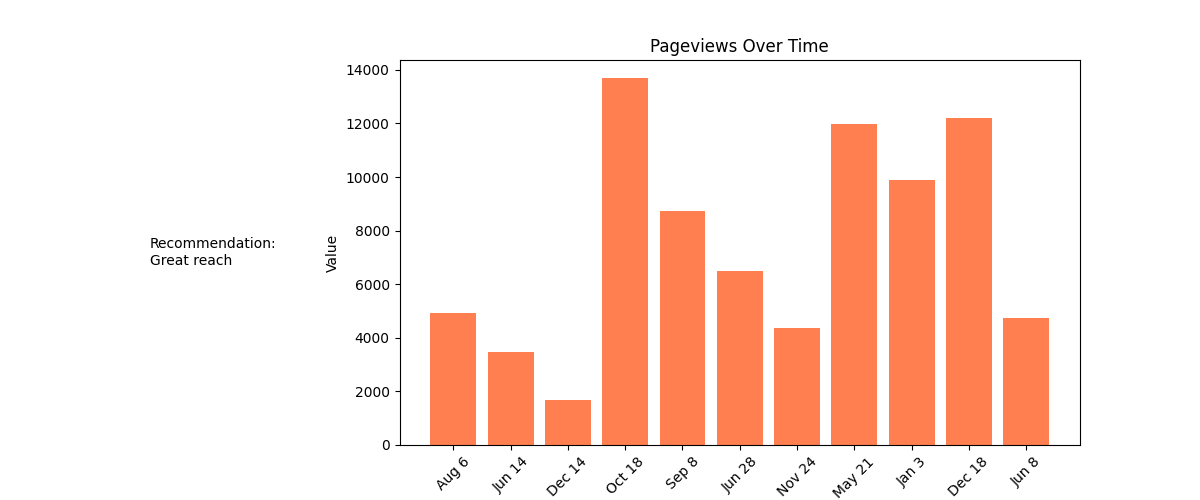 Pageviews Over Time
Recommendation:
Great reach
Value
14000
12000
10000
8000
6000
4000
2000
0
Aug 6
Jun 14
Dec 14
Oct 18
Sep 8
Jun 28
Nov 24
May 21
Jan 3
Dec 18
Jun 8